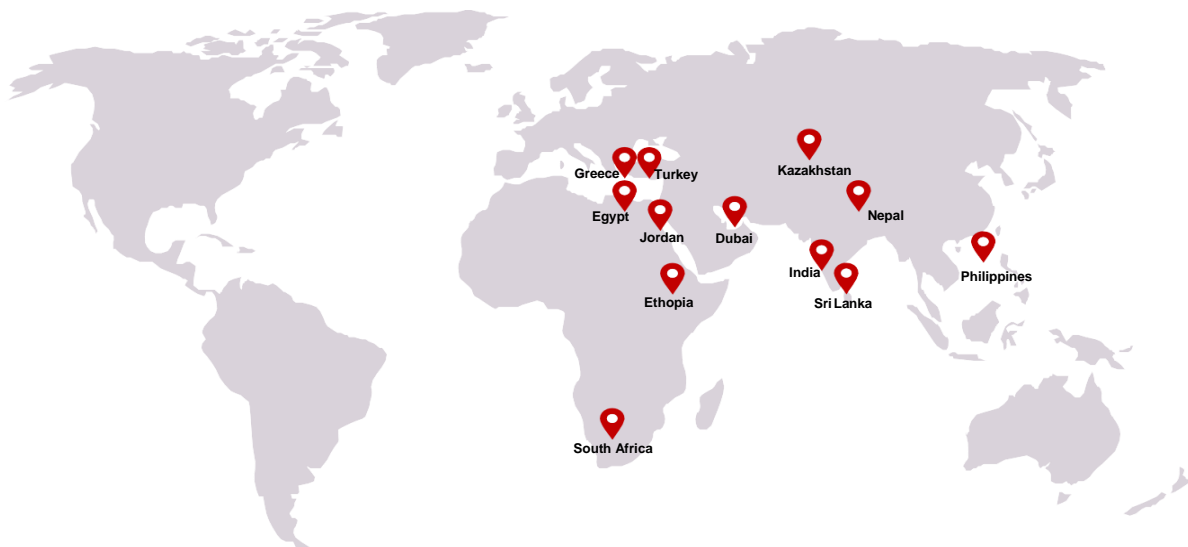 Kazakhstan
Greece
Turkey
Egypt
Nepal
Jordan
Dubai
India
Philippines
Ethopia
Sri Lanka
South Africa